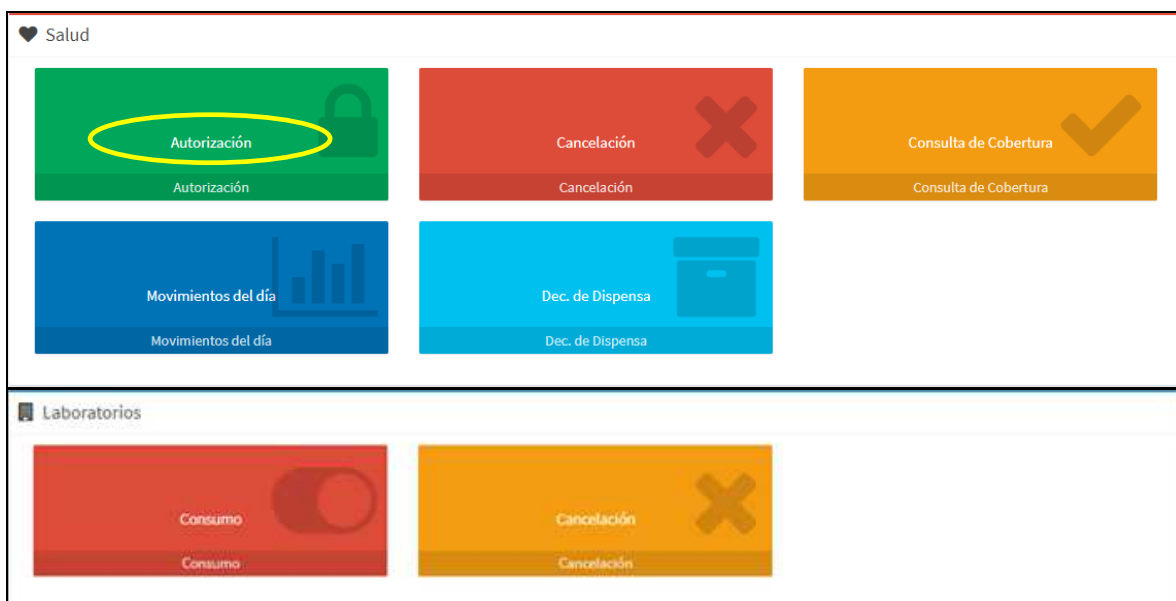 Salud
Autorización
Autorización
Cancelación
Cancelación
Consulta de Cobertura
Consulta de Cobertura
Movimientos del día
Movimientos del día
Dec. de Dispensa
Dec. de Dispensa
Laboratorios
Consumo
Consumo
Cancelación
Cancelación